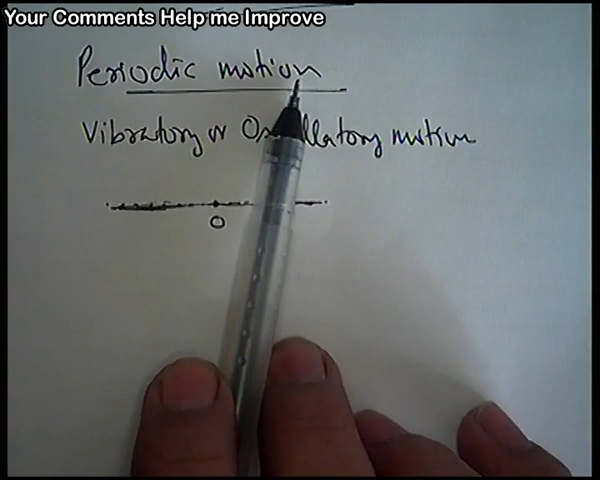 Your Comments Help me Improve
Periodic motion
Vibratory or Oscillatory motion
O